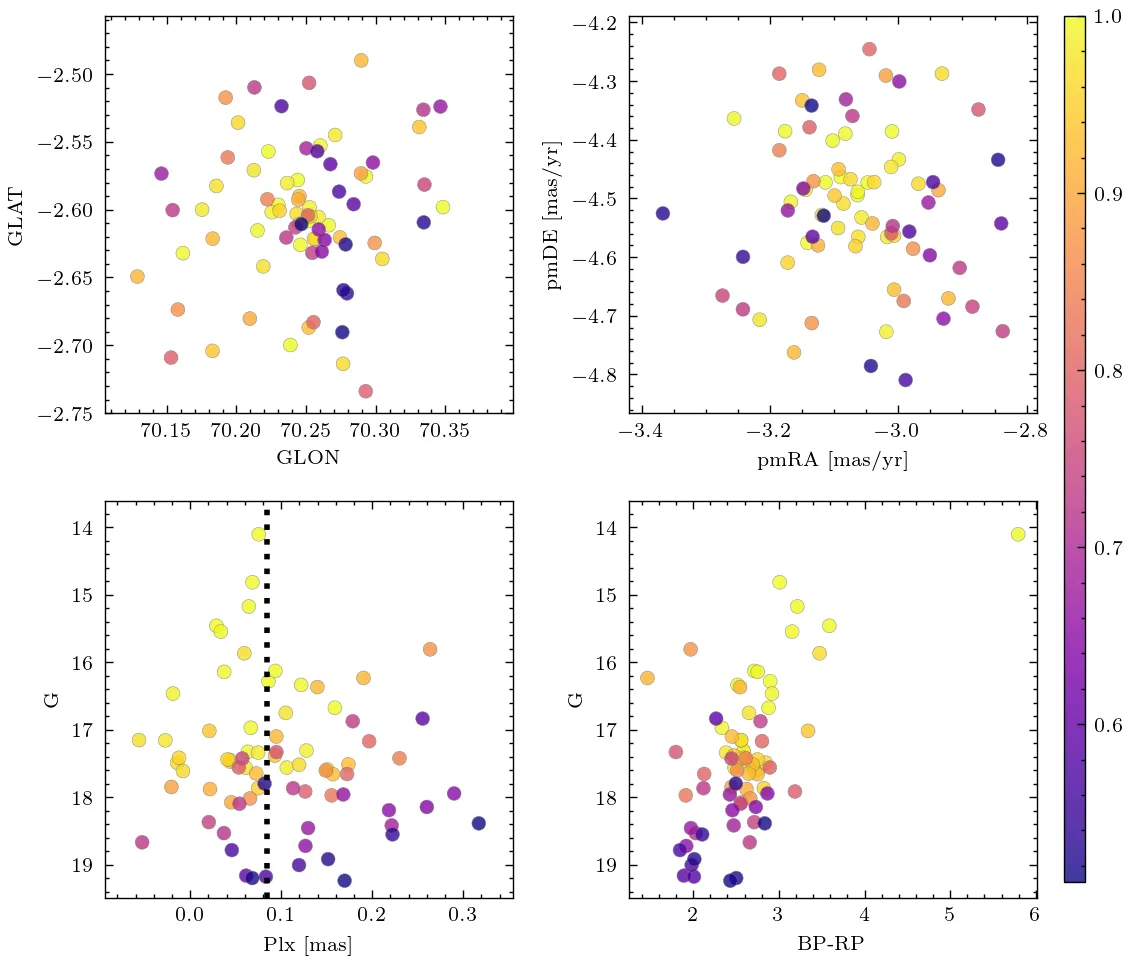 GLAT
−2.50
−2.55
−2.60
−2.65
−2.70
−2.75
70.15 70.20 70.25 70.30 70.35
GLON
pmDE [mas/yr]
−4.2
−4.3
−4.4
−4.5
−4.6
−4.7
−4.8
−3.4 −3.2 −3.0 −2.8
pmRA [mas/yr]
1.0
0.9
0.8
0.7
0.6
G
14
15
16
17
18
19
0.0 0.1 0.2 0.3
Plx [mas]
G
14
15
16
17
18
19
2 3 4 5 6
BP-RP